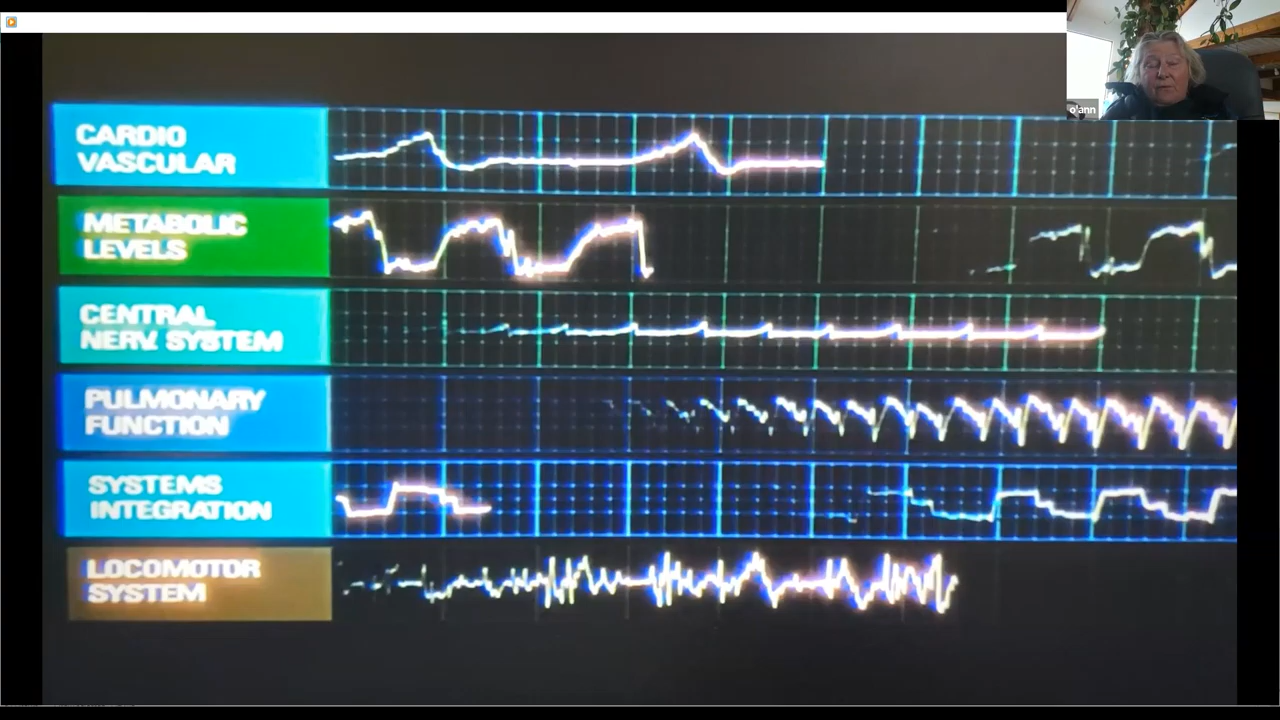 o'ann
CARDIO
VASCULAR
METABOLIC
LEVELS
CENTRAL
NERV. SYSTEM
PULMONARY
FUNCTION
SYSTEMS
INTEGRATION
LOCOMOTOR
SYSTEM